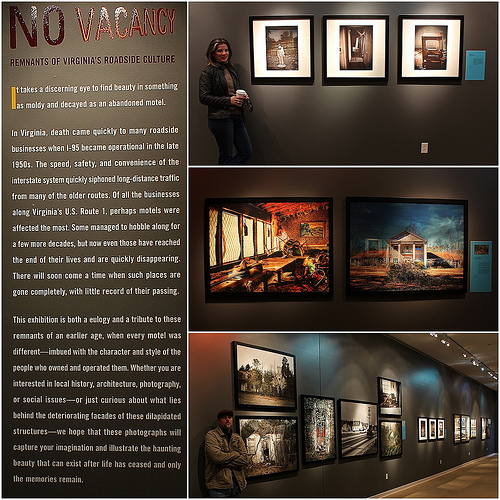 NO VACANCY
REMNANTS OF VIRGINIA'S ROADSIDE CULTURE
It takes a discerning eye to find beauty in something
as moldy and decayed as an abandoned motel.
In Virginia, death came quickly to many roadside
businesses when I-95 became operational in the late
1950s. The speed, safety, and convenience of the
interstate system quickly siphoned long-distance traffic
from many of the older routes. Of all the businesses
along Virginia's U.S. Route 1, perhaps motels were
affected the most. Some managed to hobble along for
a few more decades, but now even those have reached
the end of their lives and are quickly disappearing.
There will soon come a time when such places are
gone completely, with little record of their passing.
This exhibition is both a eulogy and a tribute to these
remnants of an earlier age, when every motel was
different—imbued with the character and style of the
people who owned and operated them. Whether you are
interested in local history, architecture, photography,
or social issues—or just curious about what lies
behind the deteriorating facades of these dilapidated
structures—we hope that these photographs will
capture your imagination and illustrate the haunting
beauty that can exist after life has ceased and only
the memories remain.